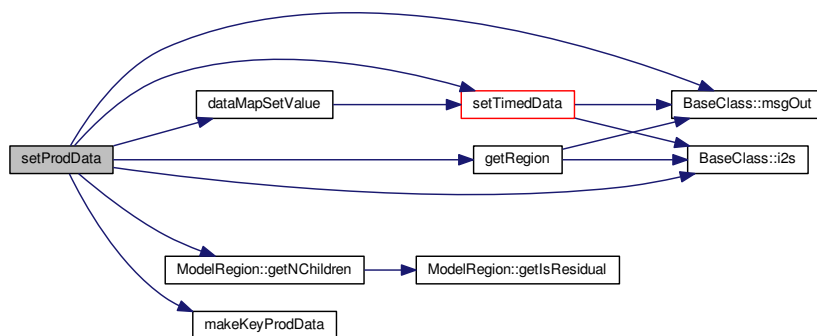 dataMapSetValue
setTimedData
BaseClass::msgOut
setProdData
getRegion
BaseClass::i2s
ModelRegion::getNChildren
ModelRegion::getIsResidual
makeKeyProdData